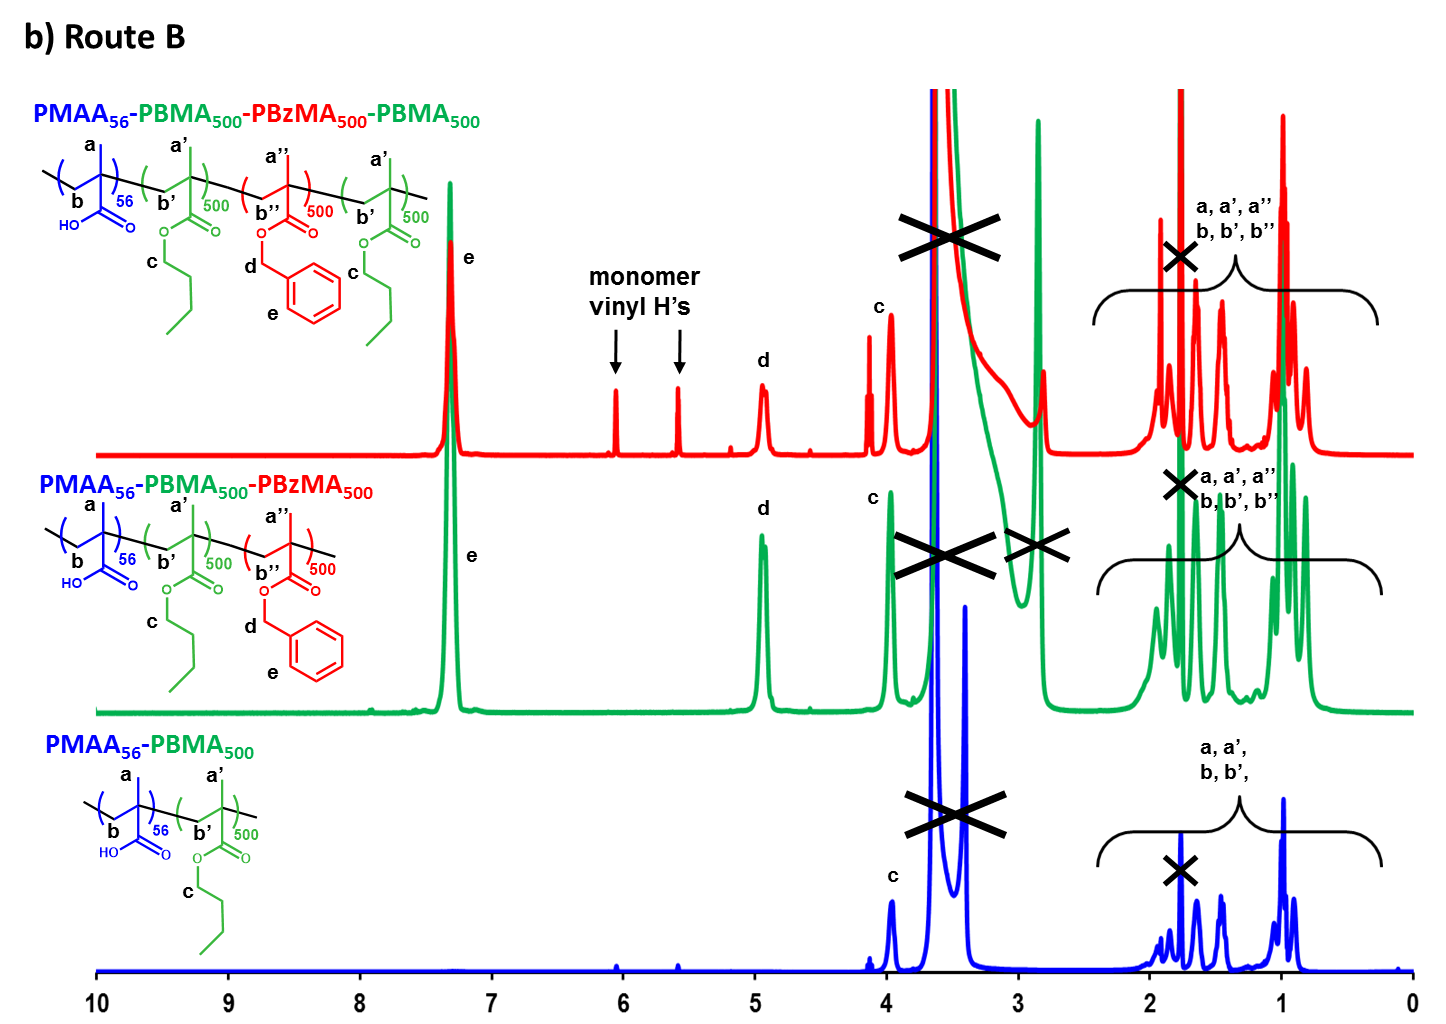 b) Route B
PMAA56-PBMA500-PBzMA500-PBMA500
a a’ a’’ a’
b 56 b’ 500 b’’ 500 b’ 500
HO O O O O O O O
c d c
e
e
monomer
vinyl H’s
d
c
a, a’, a’’
b, b’, b’’
PMAA56-PBMA500-PBzMA500
a a’ a’’
b 56 b’ 500 b’’ 500
HO O O O O O
c d
e
e
d
c
a, a’, a’’
b, b’, b’’
PMAA56-PBMA500
a a’
b 56 b’ 500
HO O O O
c
c
a, a’,
b, b’,
10 9 8 7 6 5 4 3 2 1 0